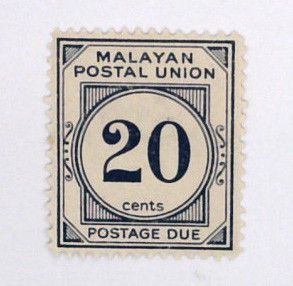 MALAYAN
POSTAL UNION
20
cents
POSTAGE DUE